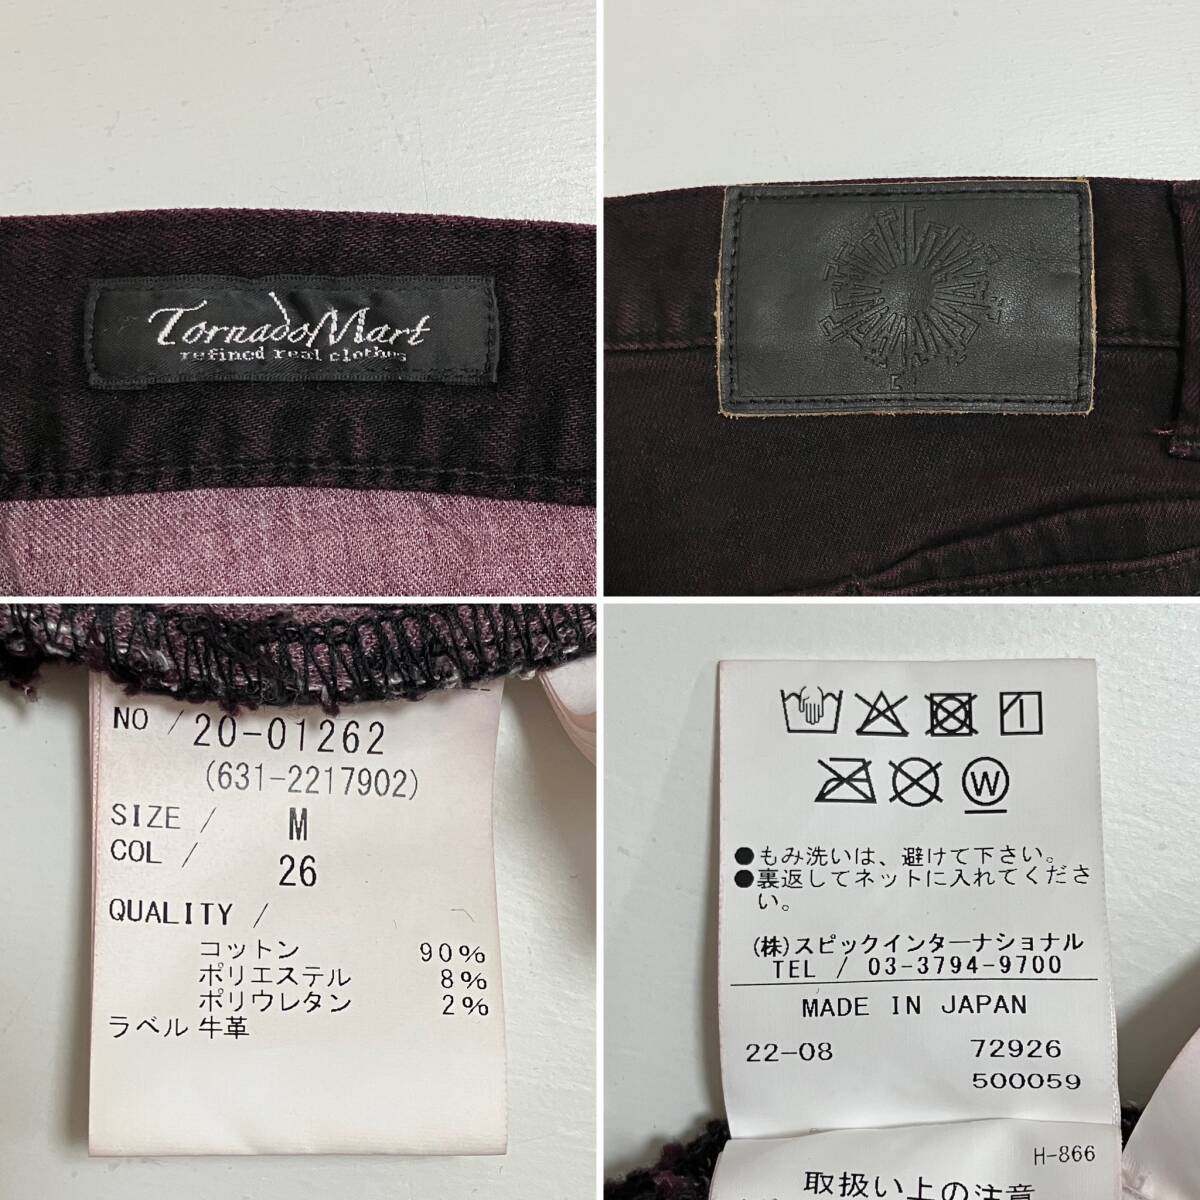 TornadoMart
refined real clothes
NO / 20-01262
(631-2217902)
SIZE / M
COL / 26
QUALITY /
コットン 90%
ポリエステル 8%
ポリウレタン 2%
ラベル 牛革
W
●もみ洗いは、避けて下さい。
●裏返してネットに入れてくださ
い。
(株)スピックインターナショナル
TEL / 03-3794-9700
MADE IN JAPAN
22-08 72926
500059
H-866
取扱い上の注意